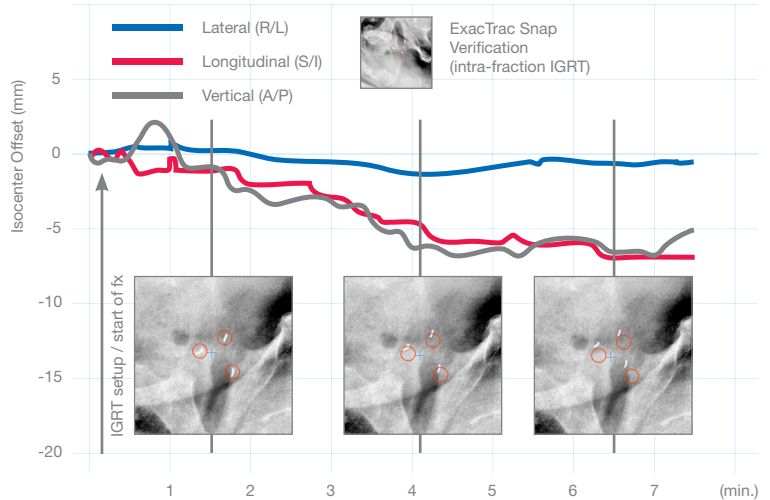 Lateral (R/L)
Longitudinal (S/I)
Vertical (A/P)
ExacTrac Snap
Verification
(intra-fraction IGRT)
Isocenter Offset (mm)
5
0
-5
-10
-15
-20
IGRT setup / start of fx
1
2
3
4
5
6
7
(min.)